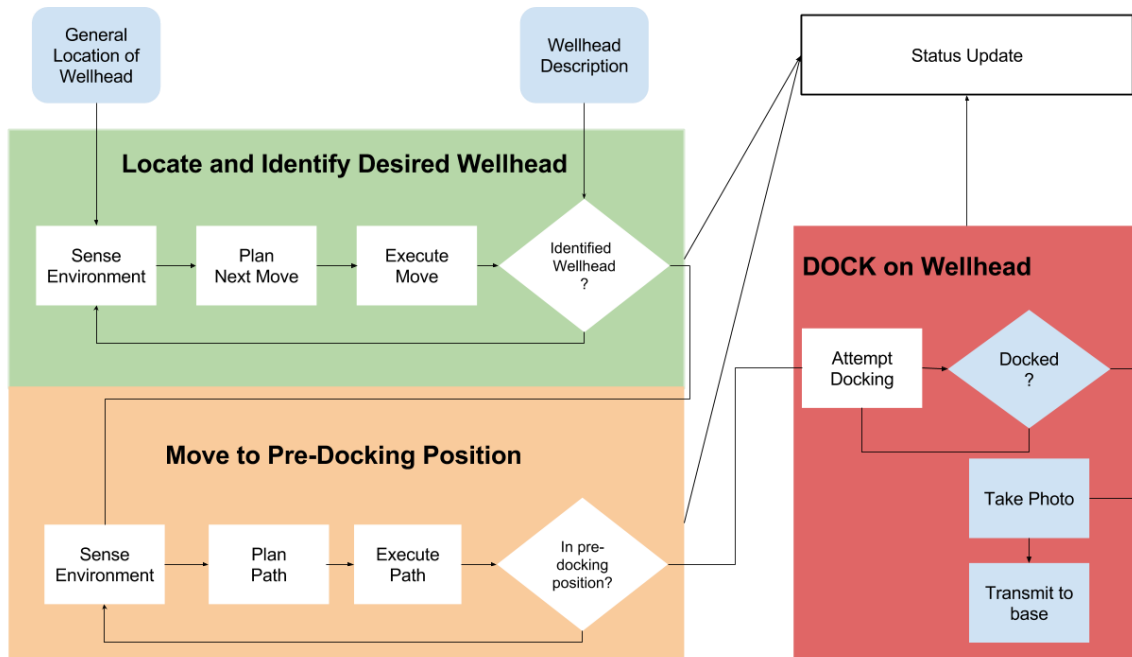 General
Location of
Wellhead
Wellhead
Description
Status Update
Locate and Identify Desired Wellhead
Sense
Environment
Plan
Next Move
Execute
Move
Identified
Wellhead
?
DOCK on Wellhead
Attempt
Docking
Docked
?
Move to Pre-Docking Position
Sense
Environment
Plan
Path
Execute
Path
In pre-
docking
position?
Take Photo
Transmit to
base